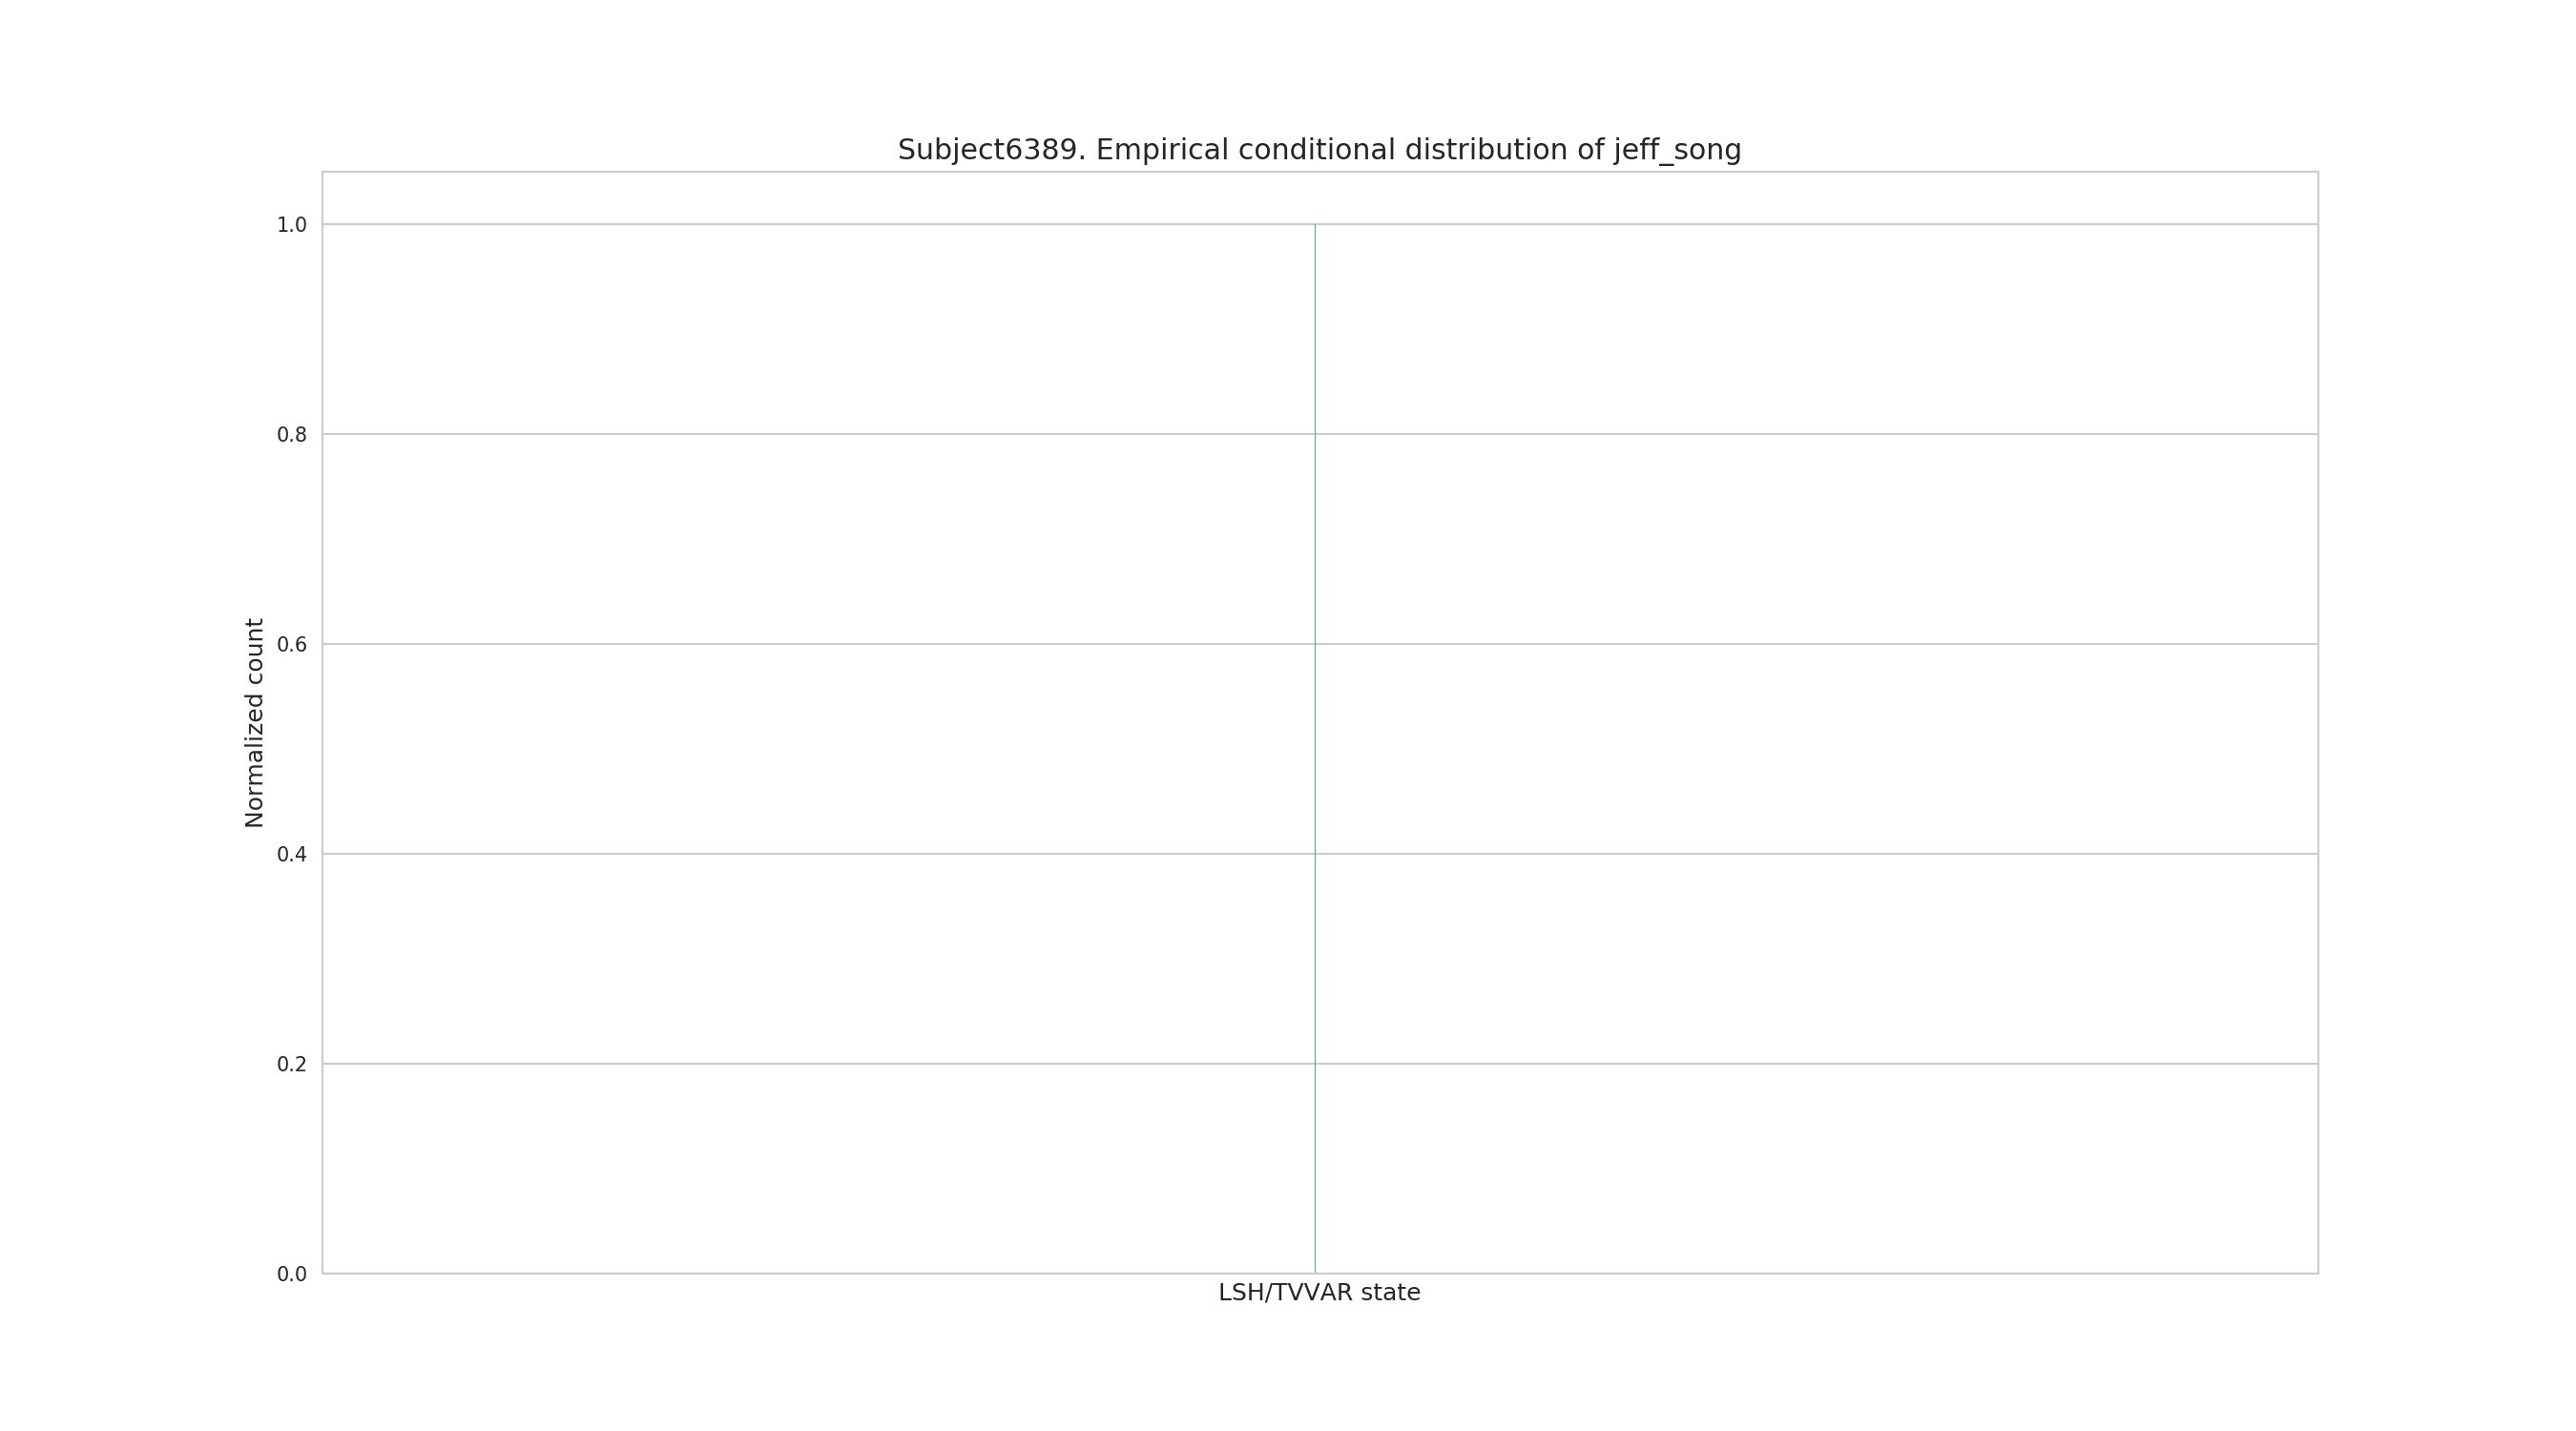 Subject6389. Empirical conditional distribution of jeff_song
1.0
0.8
0.6
0.4
0.2
0.0
Normalized count
LSH/TVVAR state